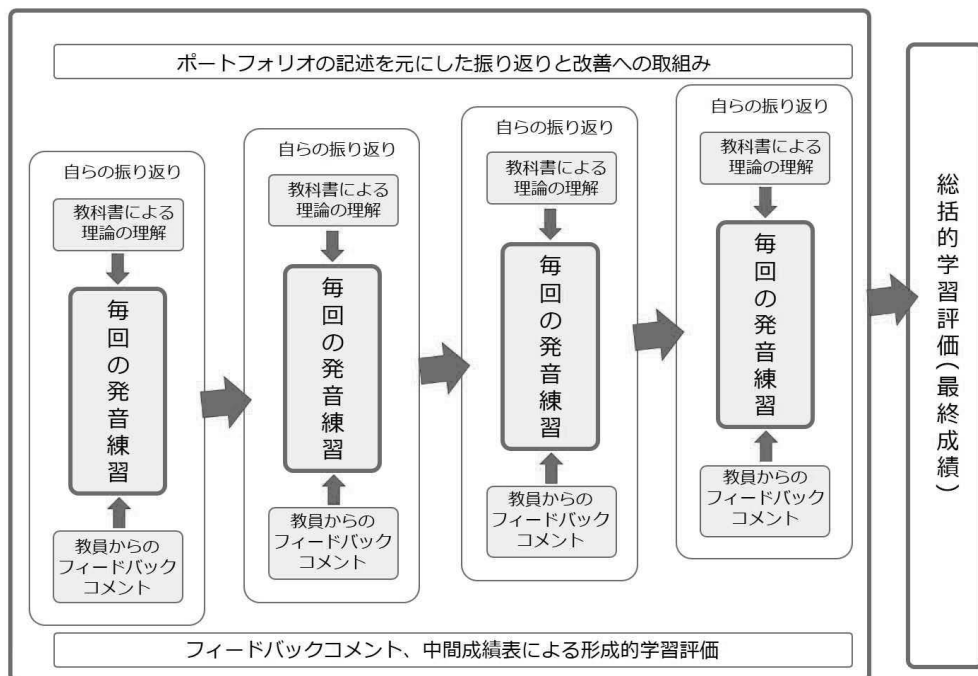 ポートフォリオの記述を元にした振り返りと改善への取組み
自らの振り返り
教科書による
理論の理解
毎回の発音練習
教員からの
フィードバック
コメント
自らの振り返り
教科書による
理論の理解
毎回の発音練習
教員からの
フィードバック
コメント
自らの振り返り
教科書による
理論の理解
毎回の発音練習
教員からの
フィードバック
コメント
自らの振り返り
教科書による
理論の理解
毎回の発音練習
教員からの
フィードバック
コメント
フィードバックコメント、中間成績表による形成的学習評価
総括的学習評価(最終成績)